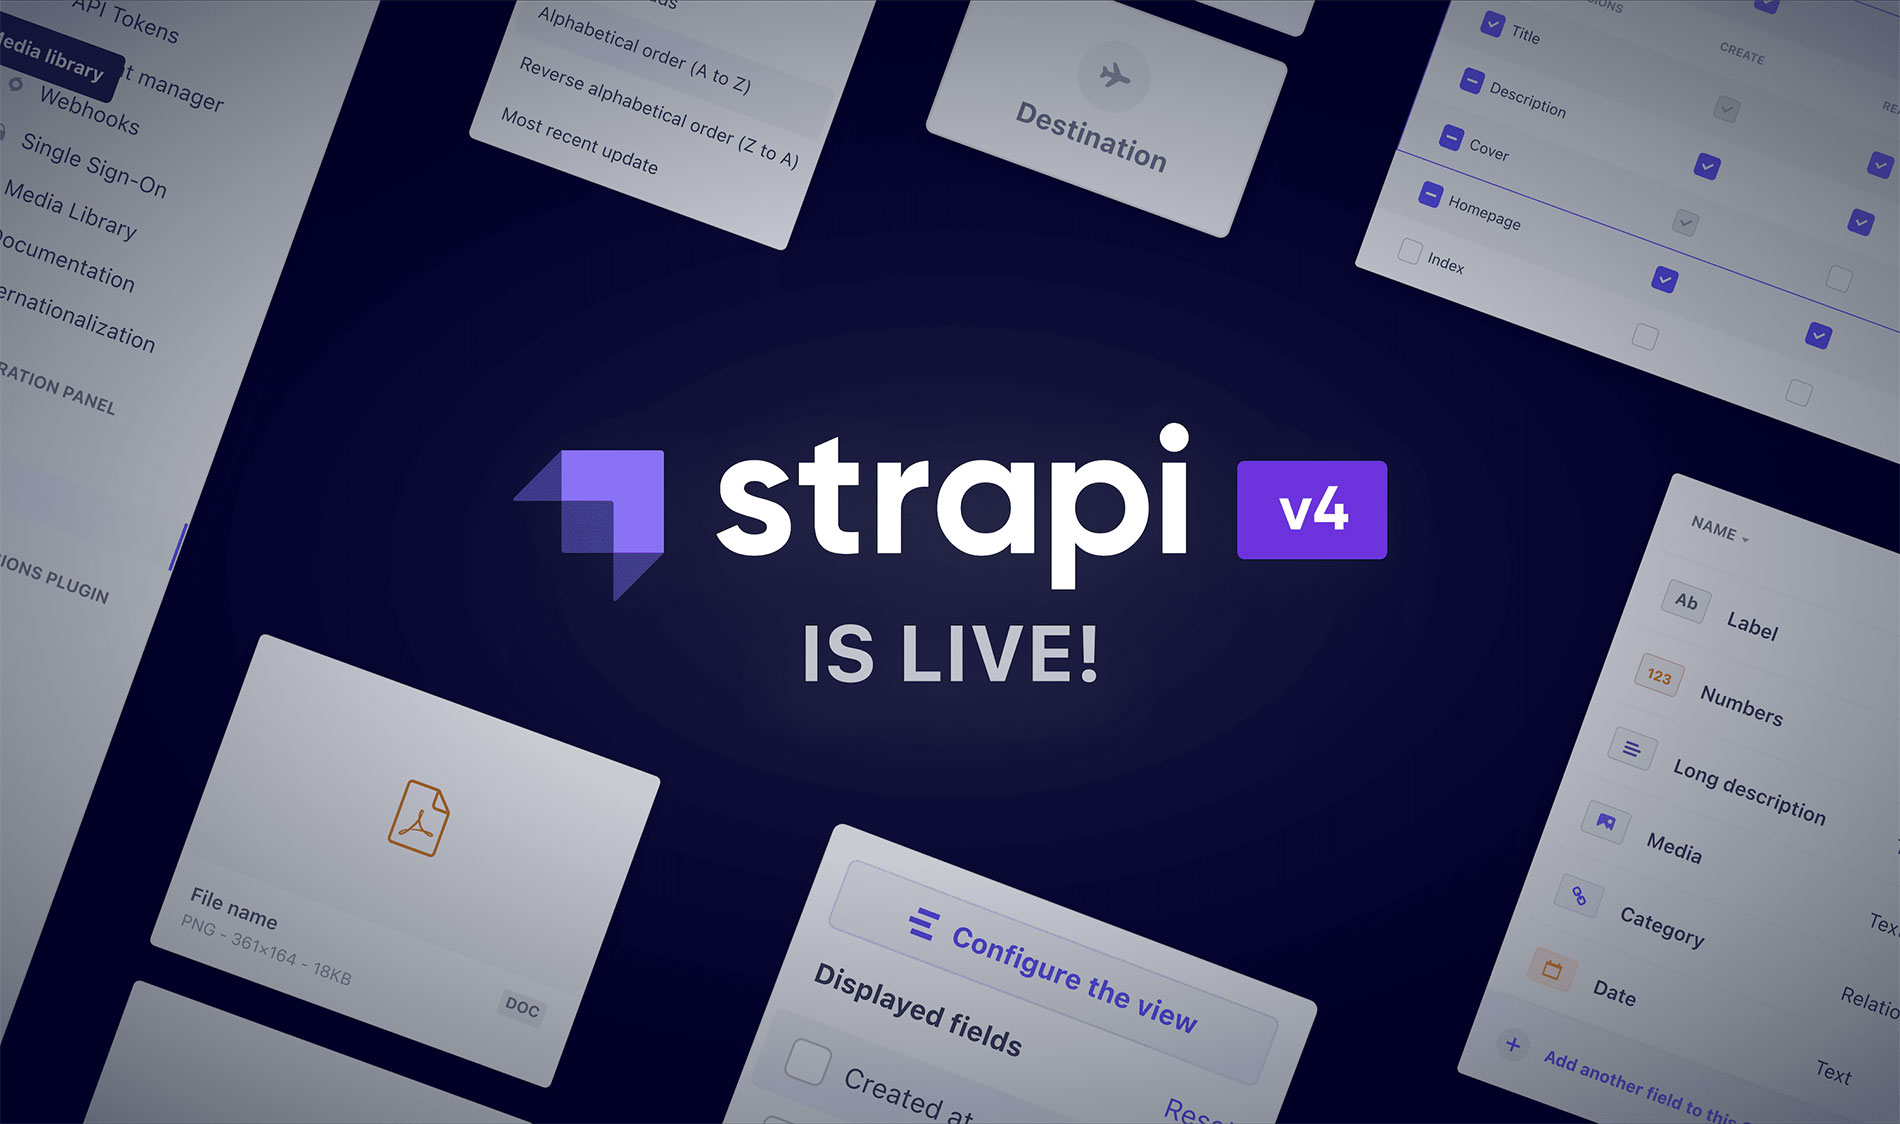 API Tokens
Media library
t manager
Webhooks
Single Sign-On
Media Library
ocumentation
ernationalization
RATION PANEL
IONS PLUGIN
Alphabetical order (A to Z)
Reverse alphabetical order (Z to A)
Most recent update
Destination
CREATE
Title
Description
Cover
Homepage
Index
strapi
v4
IS LIVE!
NAME
Ab
Label
123
Numbers
Long description
Media
Category
Date
Add another field to this
Text
File name
PNG - 361x164 - 18KB
DOC
Configure the view
Displayed fields
Created at